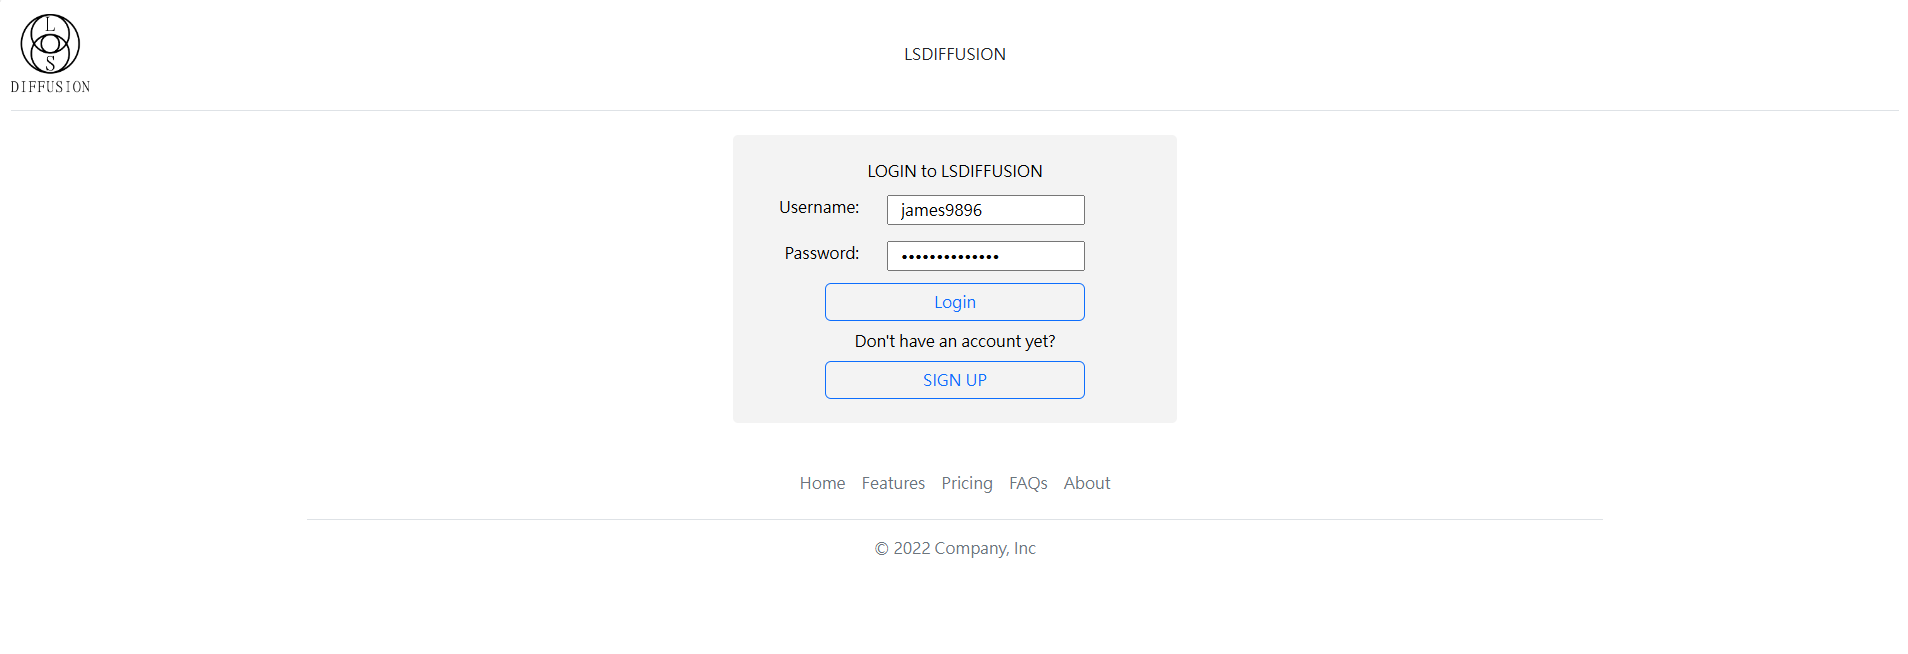 L
S
DIFFUSION
LSDIFFUSION
LOGIN to LSDIFFUSION
Username: james9896
Password: ••••••••••••••
Login
Don't have an account yet?
SIGN UP
Home Features Pricing FAQs About
© 2022 Company, Inc